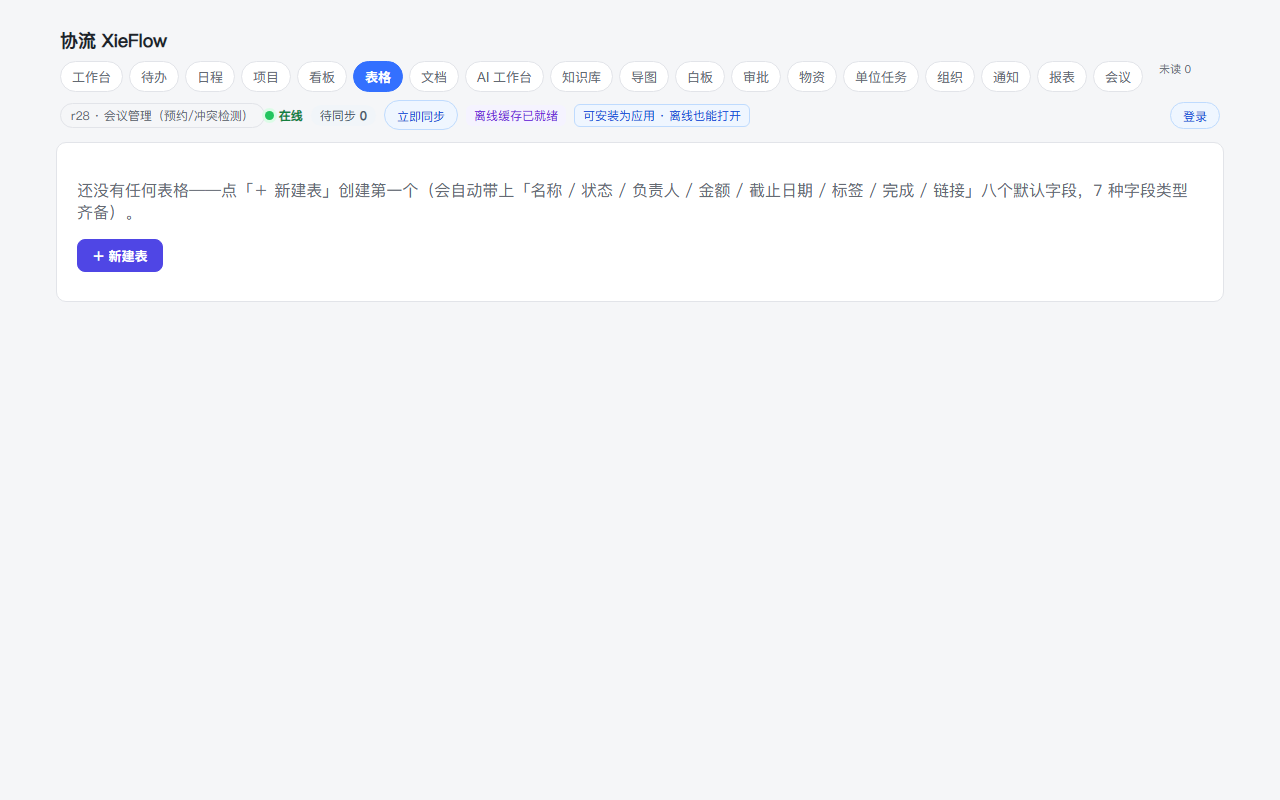 协流 XieFlow
工作台 待办 日程 项目 看板 表格 文档 AI 工作台 知识库 导图 白板 审批 物资 单位任务 组织 通知 报表 会议 未读 0
r28 · 会议管理（预约/冲突检测） 在线 待同步 0 立即同步 离线缓存已就绪 可安装为应用 · 离线也能打开 登录
还没有任何表格——点「＋ 新建表」创建第一个（会自动带上「名称 / 状态 / 负责人 / 金额 / 截止日期 / 标签 / 完成 / 链接」八个默认字段，7 种字段类型
齐备）。
＋ 新建表